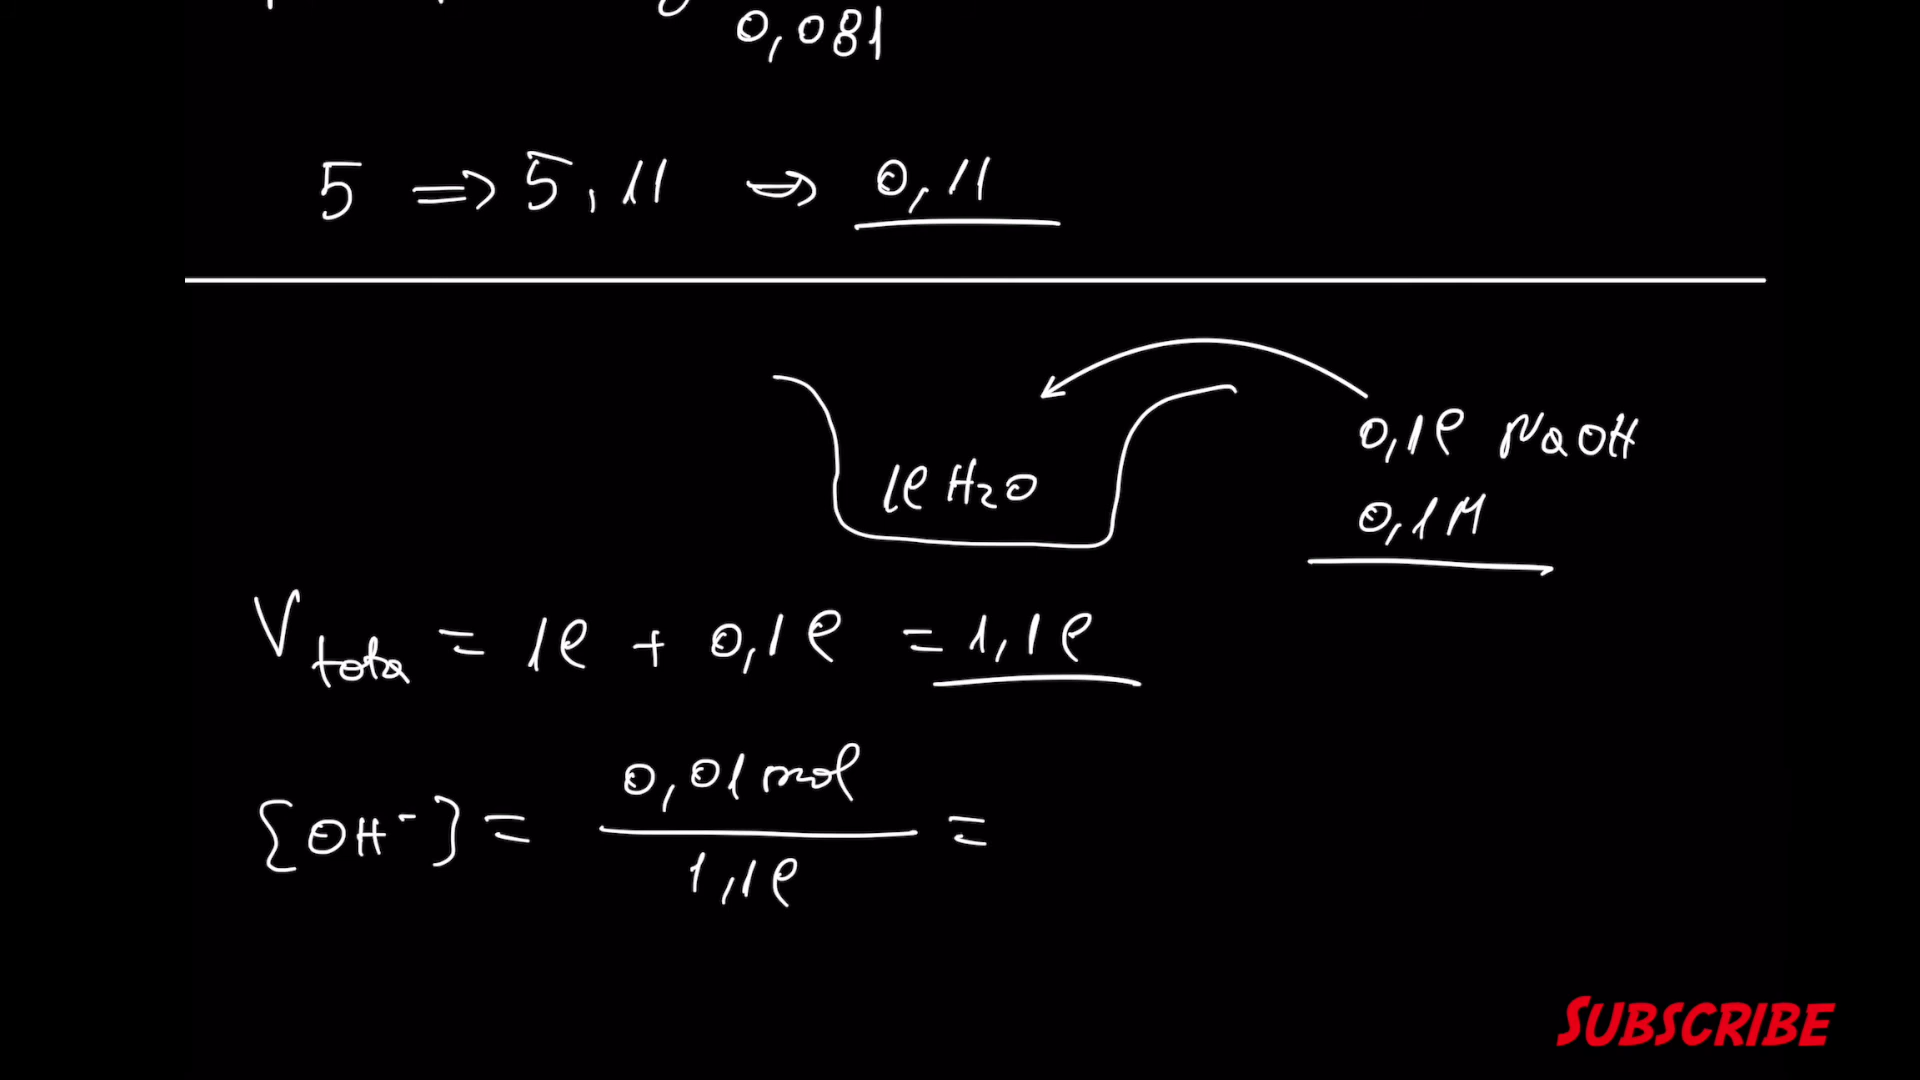 0,081
5 ⇒ 5,11 ⇒ 0,11
0,1ℓ NaOH
0,1M
1ℓ H₂O
V tota = 1ℓ + 0,1ℓ = 1,1ℓ
[OH⁻] = 0,01 mol / 1,1ℓ =
SUBSCRIBE